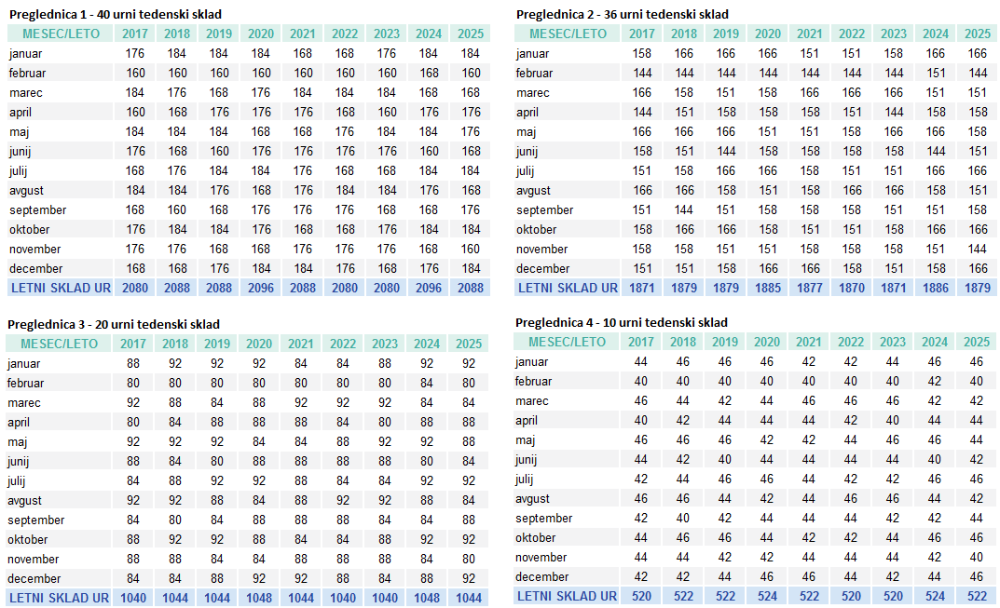 Preglednica 1 - 40 urni tedenski sklad
MESEC/LETO 2017 2018 2019 2020 2021 2022 2023 2024 2025
januar 176 184 184 184 168 168 176 184 184
februar 160 160 160 160 160 160 160 168 160
marec 184 176 168 176 184 184 184 168 168
april 160 168 176 176 176 168 160 176 176
maj 184 184 184 168 168 176 184 184 176
junij 176 168 160 176 176 176 176 160 168
julij 168 176 184 184 176 168 168 184 184
avgust 184 184 176 168 176 184 184 176 168
september 168 160 168 176 176 176 168 168 176
oktober 176 184 184 176 168 168 176 184 184
november 176 176 168 168 176 176 176 168 160
december 168 168 176 184 184 176 168 176 184
LETNI SKLAD UR 2080 2088 2088 2096 2088 2080 2080 2096 2088
Preglednica 2 - 36 urni tedenski sklad
MESEC/LETO 2017 2018 2019 2020 2021 2022 2023 2024 2025
januar 158 166 166 166 151 151 158 166 166
februar 144 144 144 144 144 144 144 151 144
marec 166 158 151 158 166 166 166 151 151
april 144 151 158 158 158 151 144 158 158
maj 166 166 166 151 151 158 166 166 158
junij 158 151 144 158 158 158 158 144 151
julij 151 158 166 166 158 151 151 166 166
avgust 166 166 158 151 158 166 166 158 151
september 151 144 151 158 158 158 151 151 158
oktober 158 166 166 158 151 151 158 166 166
november 158 158 151 151 158 158 158 151 144
december 151 151 158 166 166 158 151 158 166
LETNI SKLAD UR 1871 1879 1879 1885 1877 1870 1871 1886 1879
Preglednica 3 - 20 urni tedenski sklad
MESEC/LETO 2017 2018 2019 2020 2021 2022 2023 2024 2025
januar 88 92 92 92 84 84 88 92 92
februar 80 80 80 80 80 80 80 84 80
marec 92 88 84 88 92 92 92 84 84
april 80 84 88 88 88 84 80 88 88
maj 92 92 92 84 84 88 92 92 88
junij 88 84 80 88 88 88 88 80 84
julij 84 88 92 92 88 84 84 92 92
avgust 92 92 88 84 88 92 92 88 84
september 84 80 84 88 88 88 84 84 88
oktober 88 92 92 88 84 84 88 92 92
november 88 88 84 84 88 88 88 84 80
december 84 84 88 92 92 88 84 88 92
LETNI SKLAD UR 1040 1044 1044 1048 1044 1040 1040 1048 1044
Preglednica 4 - 10 urni tedenski sklad
MESEC/LETO 2017 2018 2019 2020 2021 2022 2023 2024 2025
januar 44 46 46 46 42 42 44 46 46
februar 40 40 40 40 40 40 40 42 40
marec 46 44 42 44 46 46 46 42 42
april 40 42 44 44 44 42 40 44 44
maj 46 46 46 42 42 44 46 46 44
junij 44 42 40 44 44 44 44 40 42
julij 42 44 46 46 44 42 42 46 46
avgust 46 46 44 42 44 46 46 44 42
september 42 40 42 44 44 44 42 42 44
oktober 44 46 46 44 42 42 44 46 46
november 44 44 42 42 44 44 44 42 40
december 42 42 44 46 46 44 42 44 46
LETNI SKLAD UR 520 522 522 524 522 520 520 524 522